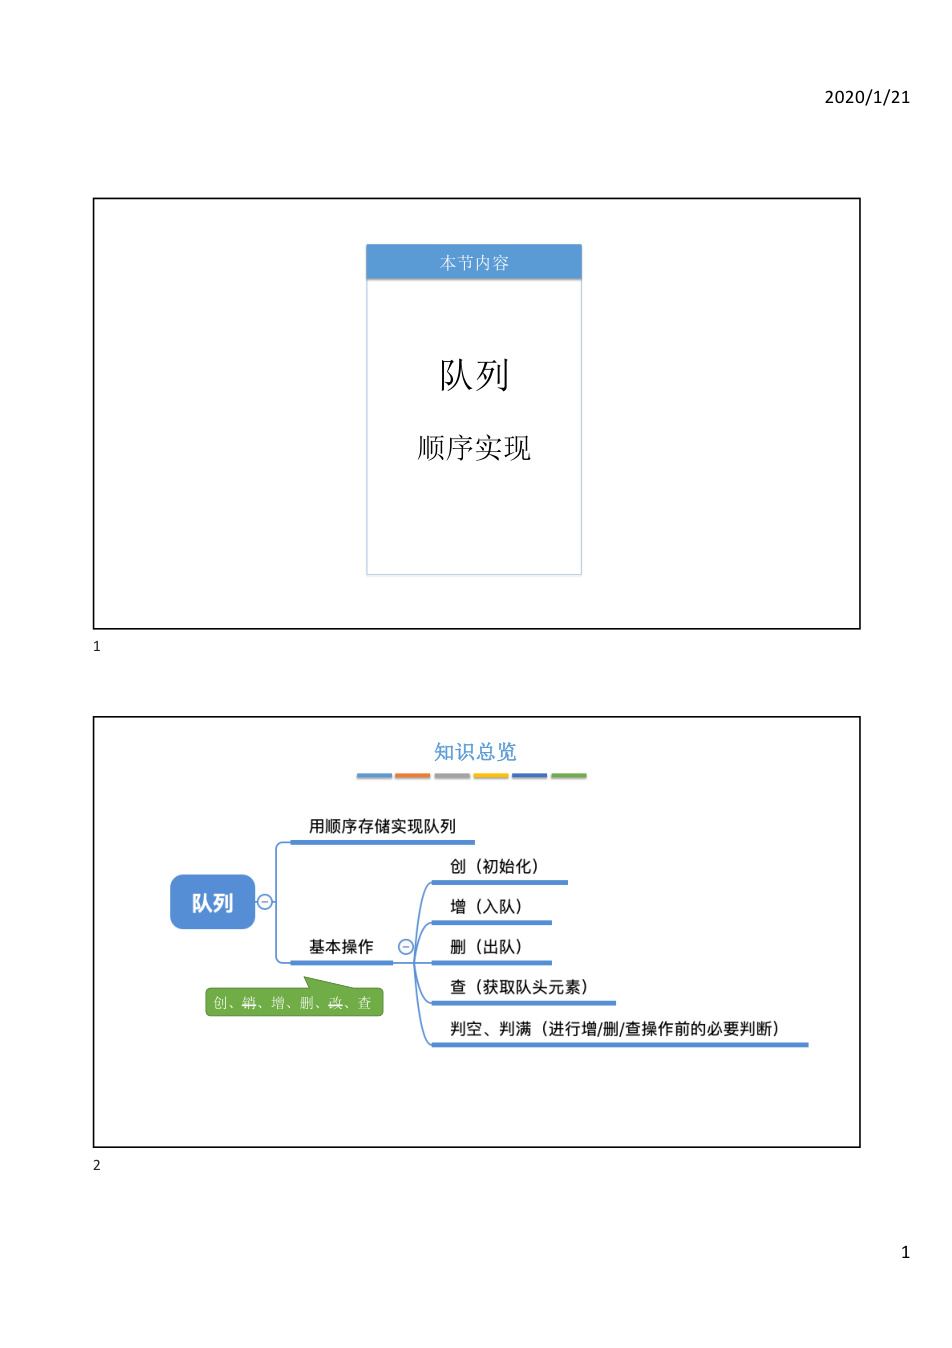 2020/1/21
本节内容
队列
顺序实现
1
知识总览
用顺序存储实现队列
创（初始化）
增（入队）
队列
基本操作
删（出队）
查（获取队头元素）
创、销、增、删、改、查
判空、判满（进行增/删/查操作前的必要判断）
2
1